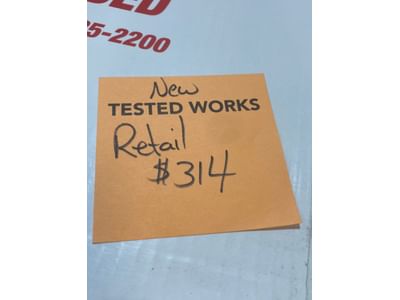 5-2200
New
TESTED WORKS
Retail
$314